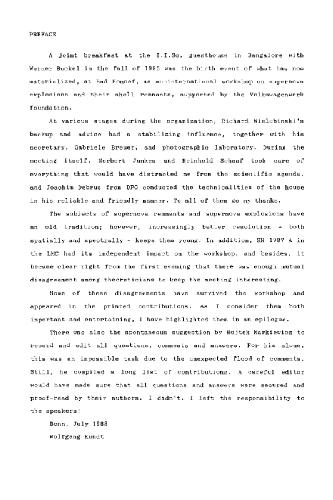 PREFACE
A joint breakfast at the I.I.Sc. guesthouse in Bangalore with
Werner Buckel in the fall of 1985 was the birth event of what has now
materialized, at Bad Honnef, as an international workshop on supernova
explosions and their shell remnants, supported by the Volkswagenwerk
foundation.
At various stages during the organization, Richard Wielebinski's
backup and advice had a stabilizing influence, together with his
secretary, Gabriele Breuer, and photographic laboratory. During the
meeting itself, Norbert Junkes and Reinhold Schaaf took care of
everything that would have distracted me from the scientific agenda,
and Joachim Debrus from DPG conducted the technicalities of the house
in his reliable and friendly manner. To all of them do my thanks.
The subjects of supernova remnants and supernova explosions have
an old tradition; however, increasingly better resolution - both
spatially and spectrally - keeps them young. In addition, SN 1987 A in
the LMC had its independent impact on the workshop, and besides, it
became clear right from the first evening that there was enough mutual
disagreement among theoreticians to keep the meeting interesting.
Some of these disagreements have survived the workshop and
appeared in the printed contributions. As I consider them both
important and entertaining, I have highlighted them in an epilogue.
There was also the spontaneous suggestion by Wojtek Markiewicz to
record and edit all questions, comments and answers. For him alone,
this was an impossible task due to the unexpected flood of comments.
Still, he compiled a long list of contributions. A careful editor
would have made sure that all questions and answers were secured and
proof-read by their authors. I didn't. I left the responsibility to
the speakers!
Bonn, July 1988
Wolfgang Kundt